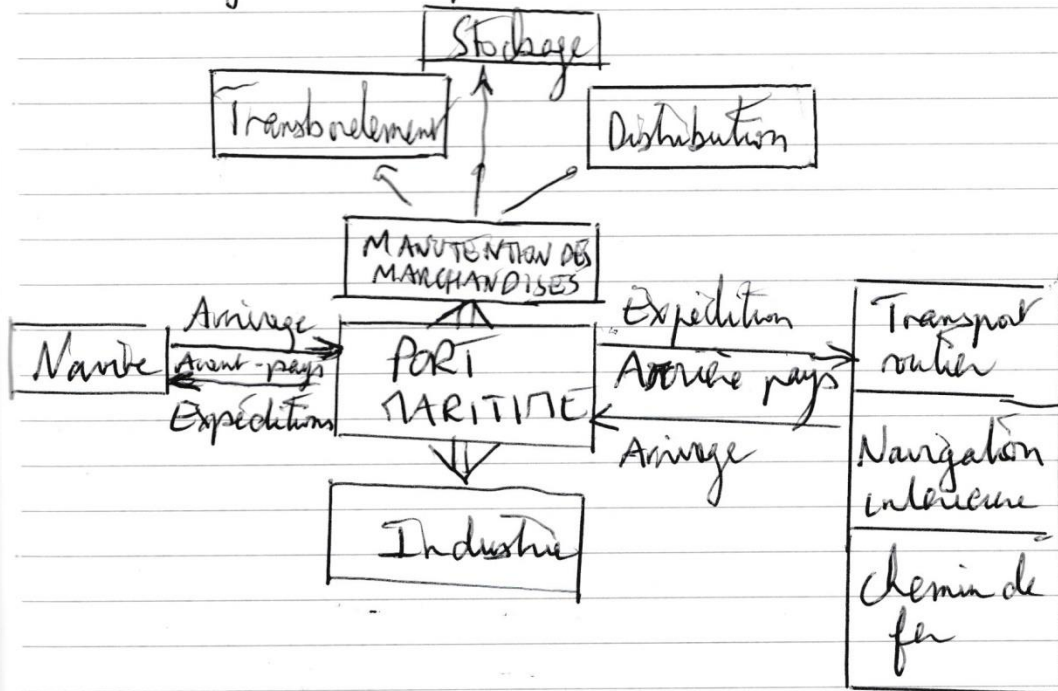 Stockage
Transbordement
Distribution
MANUTENTION DES
MARCHANDISES
Arrivage
Expédition
Transport
routier
Navire
Avant-pays
PORT
MARITIME
Arrière pays
Expéditions
Arrivage
Navigation
intérieure
Industrie
Chemin de
fer